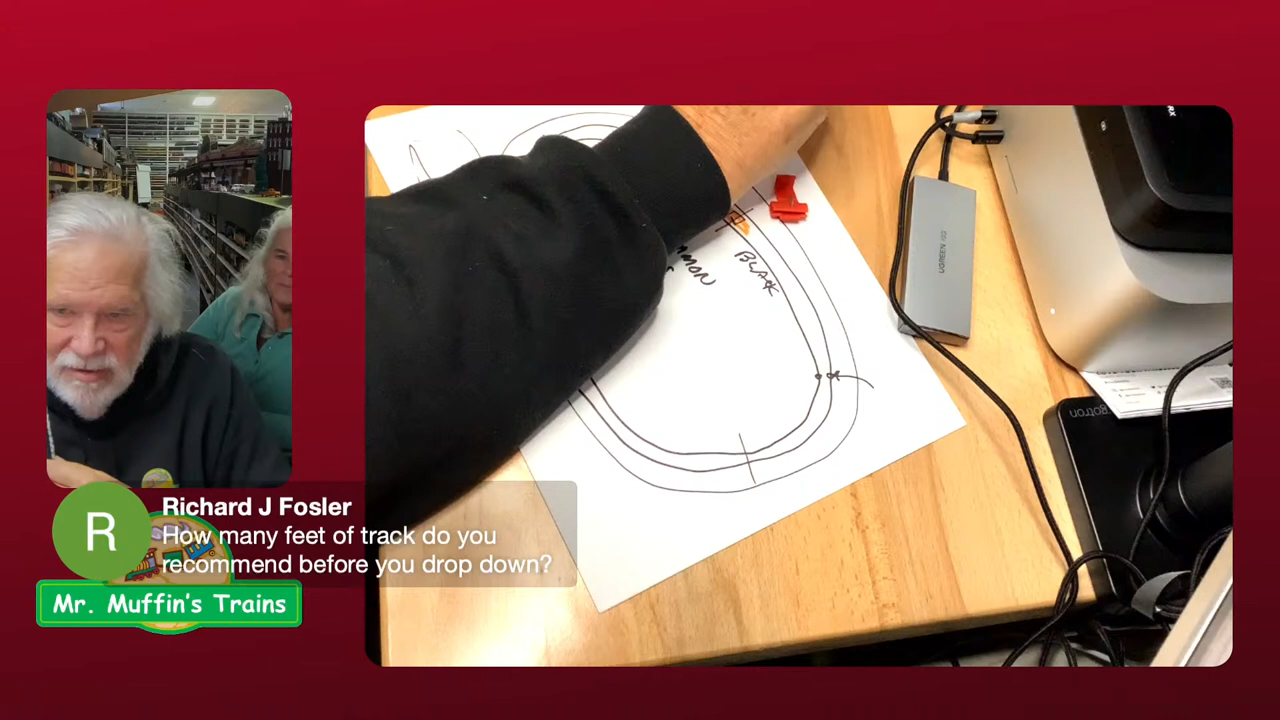 BLACK
UGREEN
Richard J Fosler
How many feet of track do you
recommend before you drop down?
R
Mr. Muffin's Trains